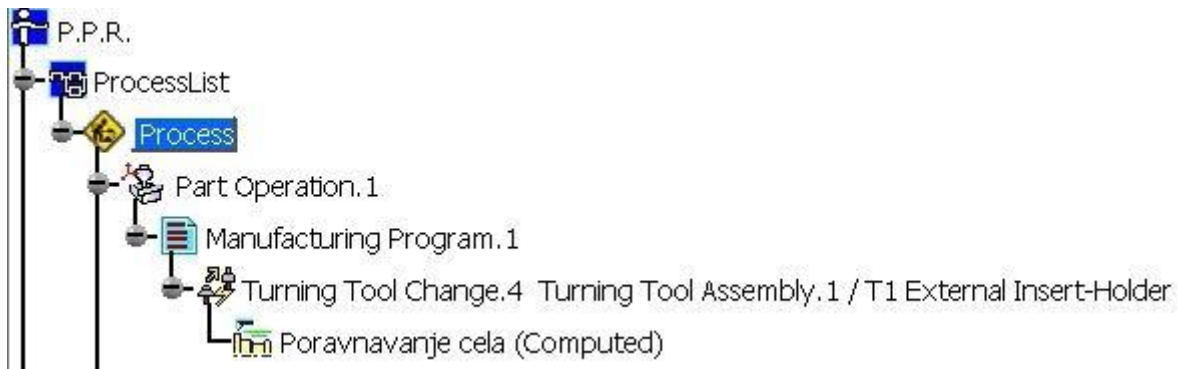 P.P.R.
ProcessList
Process
Part Operation.1
Manufacturing Program.1
Turning Tool Change.4  Turning Tool Assembly.1 / T1 External Insert-Holder
Poravnavanje cela (Computed)